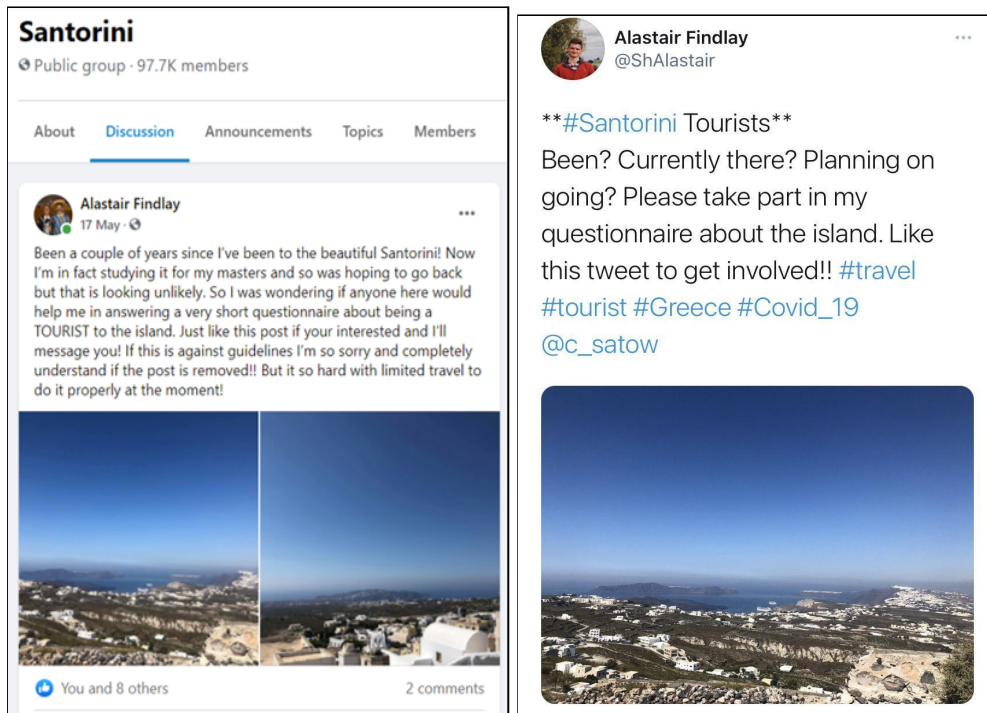 Santorini
Public group · 97.7K members
About Discussion Announcements Topics Members
Alastair Findlay
17 May ·
Been a couple of years since I've been to the beautiful Santorini! Now
I'm in fact studying it for my masters and so was hoping to go back
but that is looking unlikely. So I was wondering if anyone here would
help me in answering a very short questionnaire about being a
TOURIST to the island. Just like this post if your interested and I'll
message you! If this is against guidelines I'm so sorry and completely
understand if the post is removed!! But it so hard with limited travel to
do it properly at the moment!
You and 8 others
2 comments
Alastair Findlay
@ShAlastair
**#Santorini Tourists**
Been? Currently there? Planning on
going? Please take part in my
questionnaire about the island. Like
this tweet to get involved!! #travel
#tourist #Greece #Covid_19
@c_satow